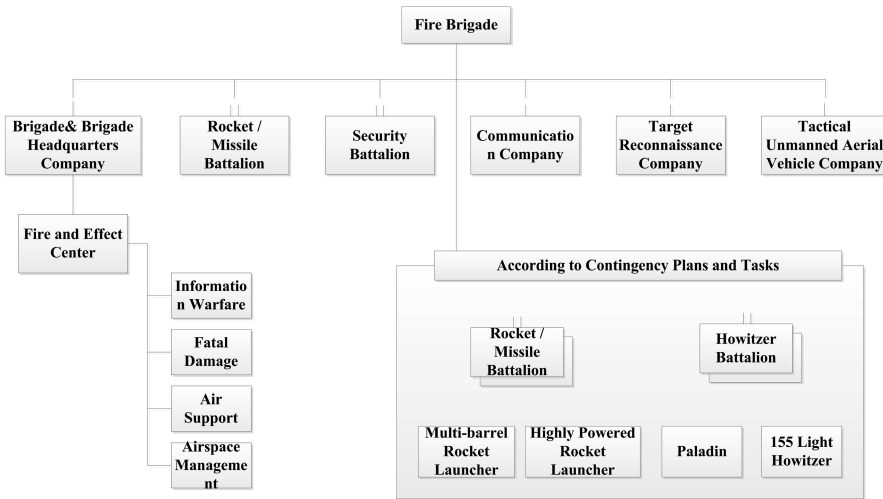 Fire Brigade
Brigade& Brigade
Headquarters
Company
Rocket /
Missile
Battalion
Security
Battalion
Communicatio
n Company
Target
Reconnaissance
Company
Tactical
Unmanned Aerial
Vehicle Company
Fire and Effect
Center
Informatio
n Warfare
Fatal
Damage
Air
Support
Airspace
Manageme
nt
According to Contingency Plans and Tasks
Rocket /
Missile
Battalion
Howitzer
Battalion
Multi-barrel
Rocket
Launcher
Highly Powered
Rocket
Launcher
Paladin
155 Light
Howitzer